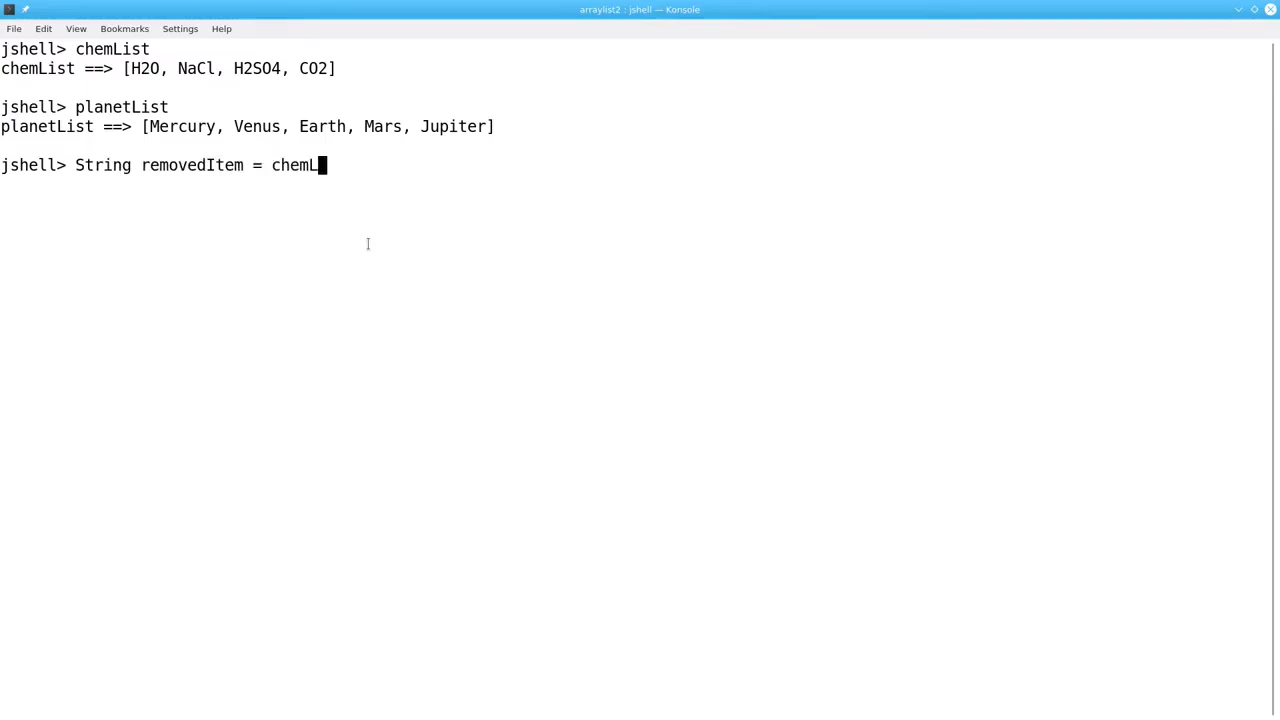 arraylist2 : jshell — Konsole
File Edit View Bookmarks Settings Help
jshell> chemList
chemList ==> [H2O, NaCl, H2SO4, CO2]
jshell> planetList
planetList ==> [Mercury, Venus, Earth, Mars, Jupiter]
jshell> String removedItem = chemL